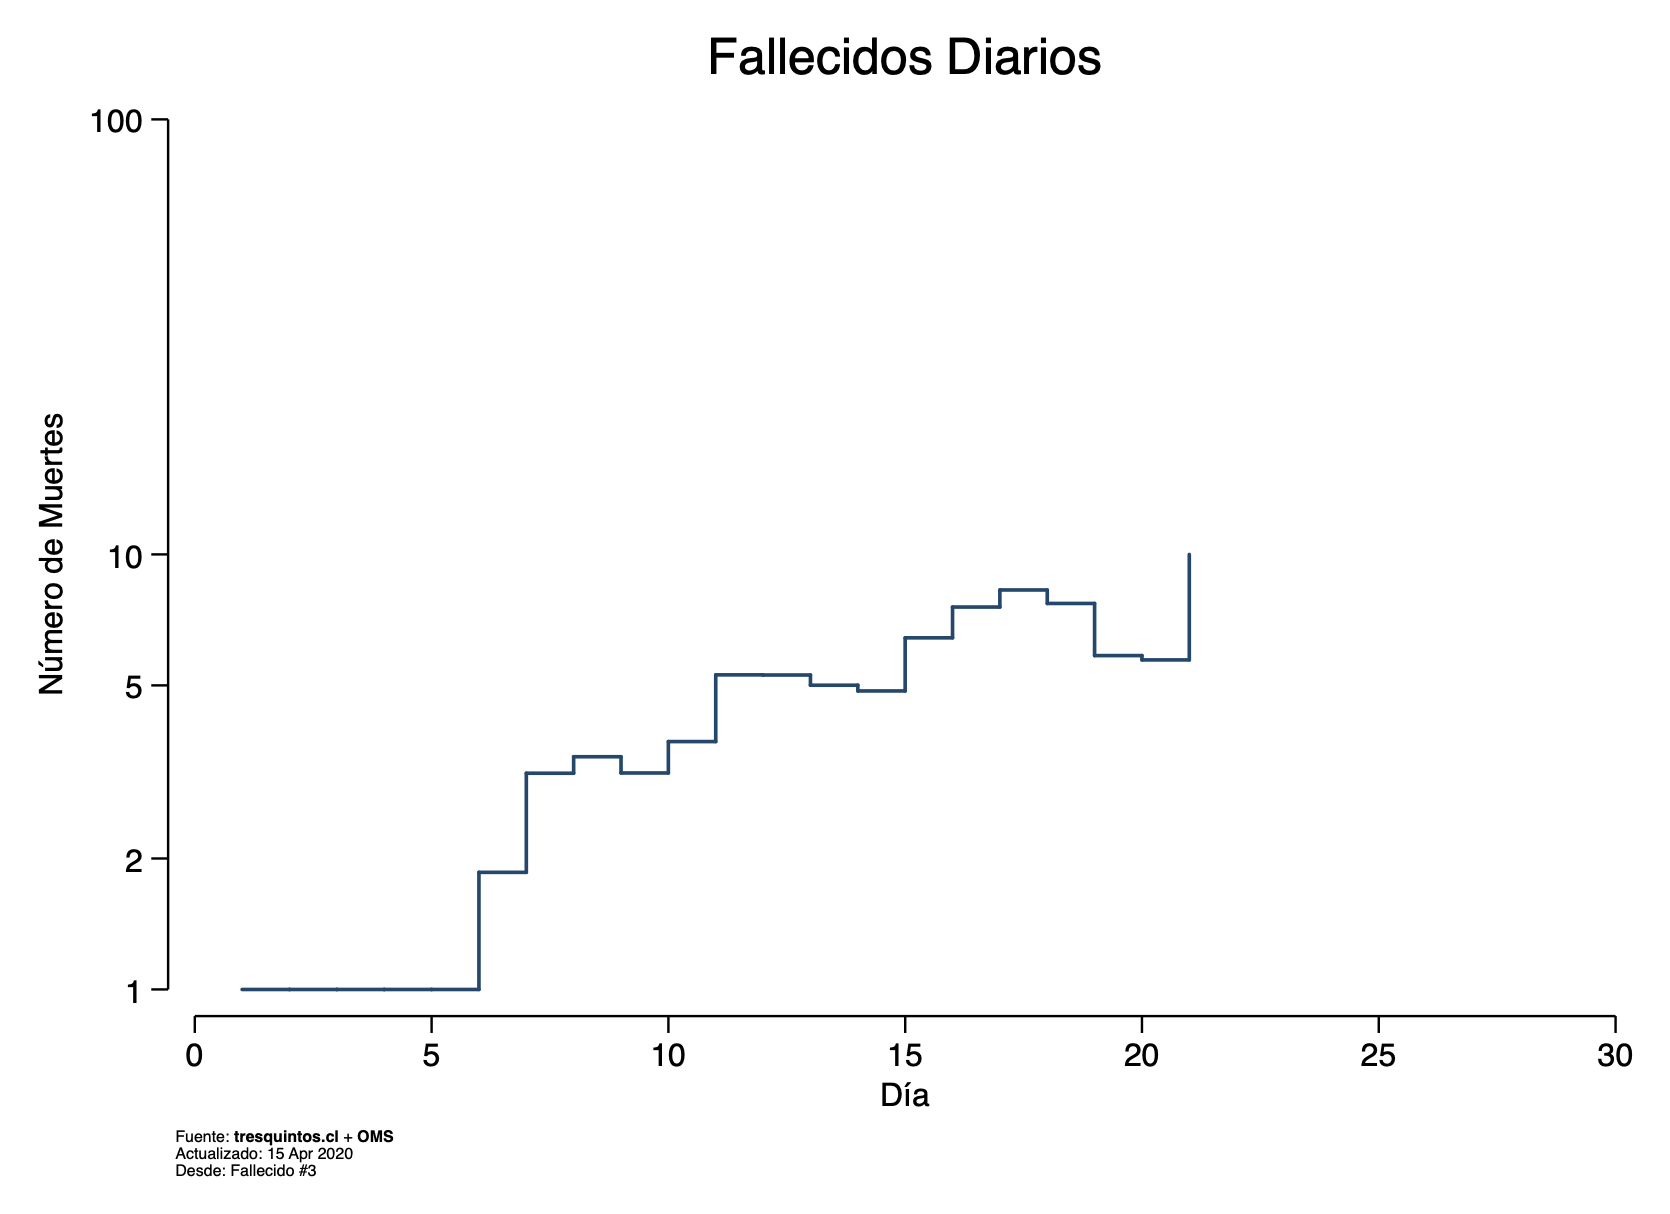 Fallecidos Diarios
100
10
5
2
1
Número de Muertes
0 5 10 15 20 25 30
Día
Fuente: tresquintos.cl + OMS
Actualizado: 15 Apr 2020
Desde: Fallecido #3